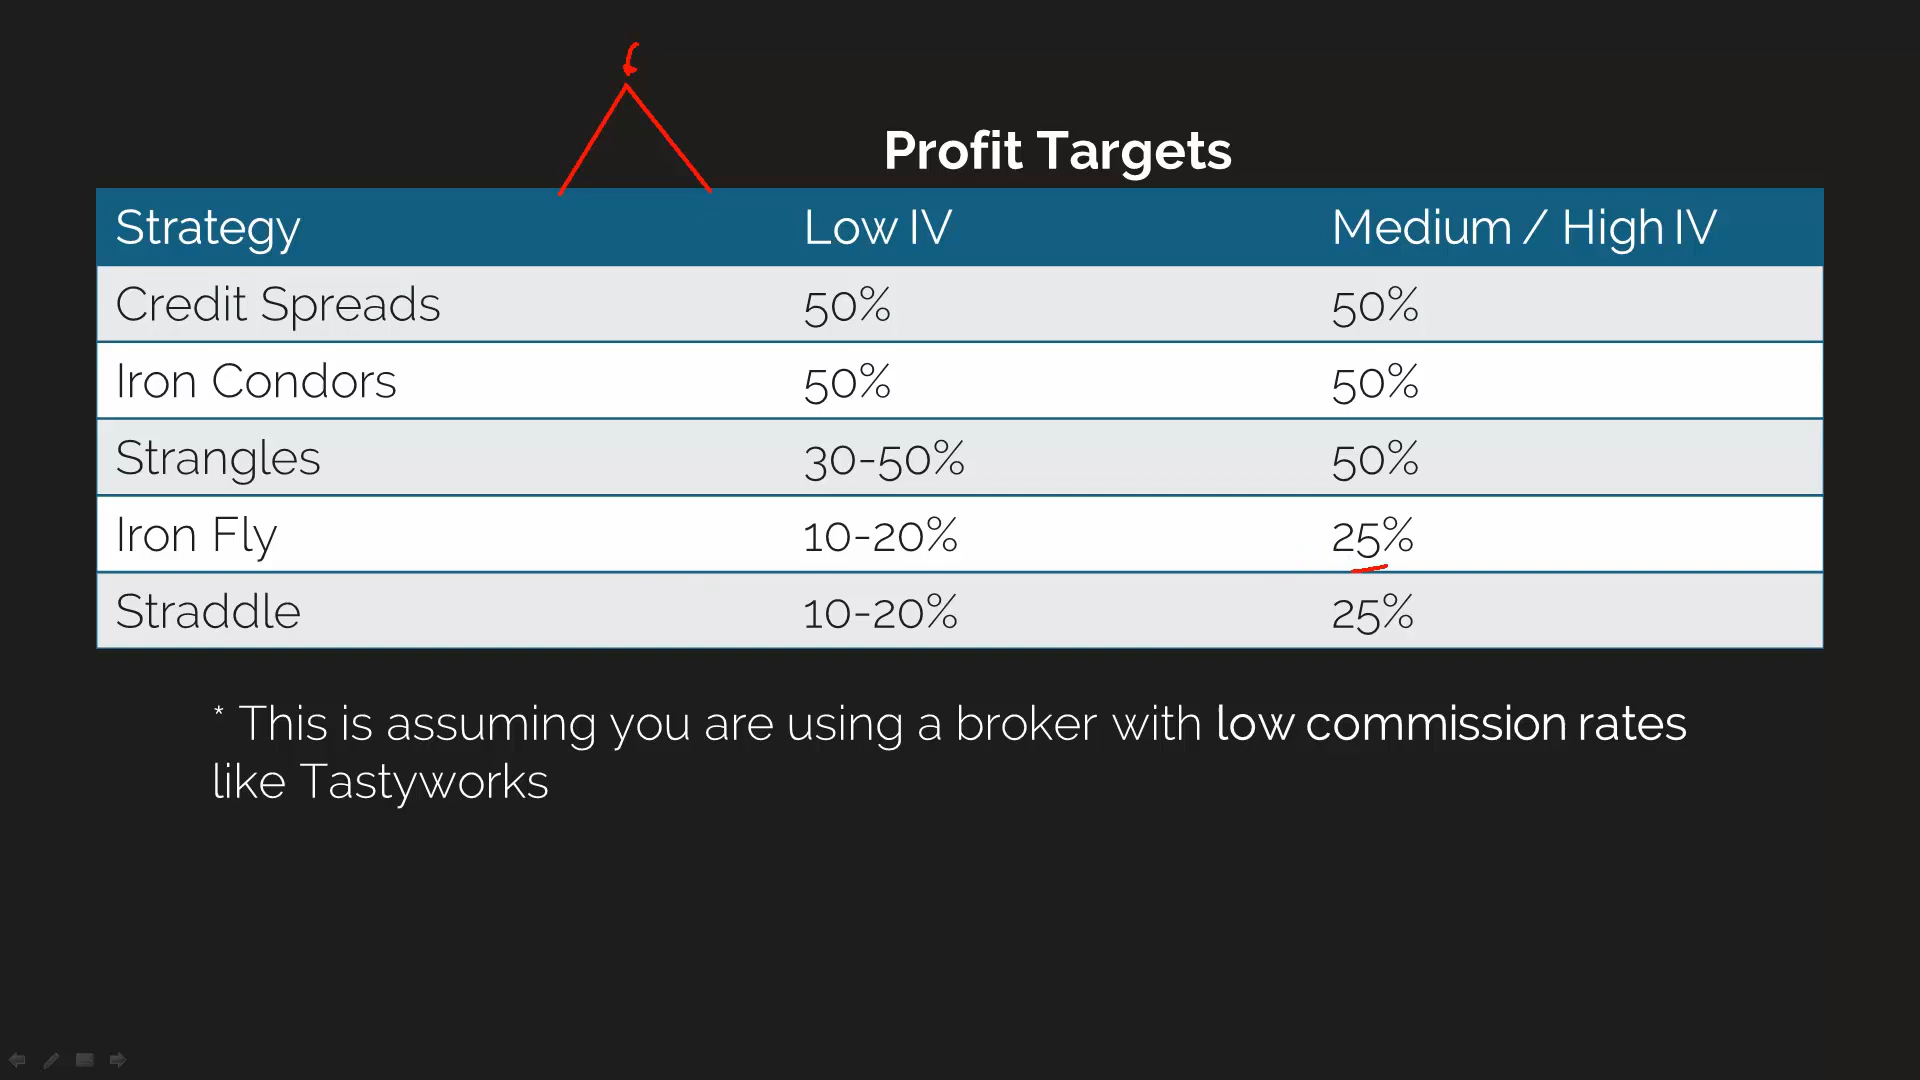 Profit Targets
Strategy Low IV Medium / High IV
Credit Spreads 50% 50%
Iron Condors 50% 50%
Strangles 30-50% 50%
Iron Fly 10-20% 25%
Straddle 10-20% 25%
* This is assuming you are using a broker with low commission rates
like Tastyworks